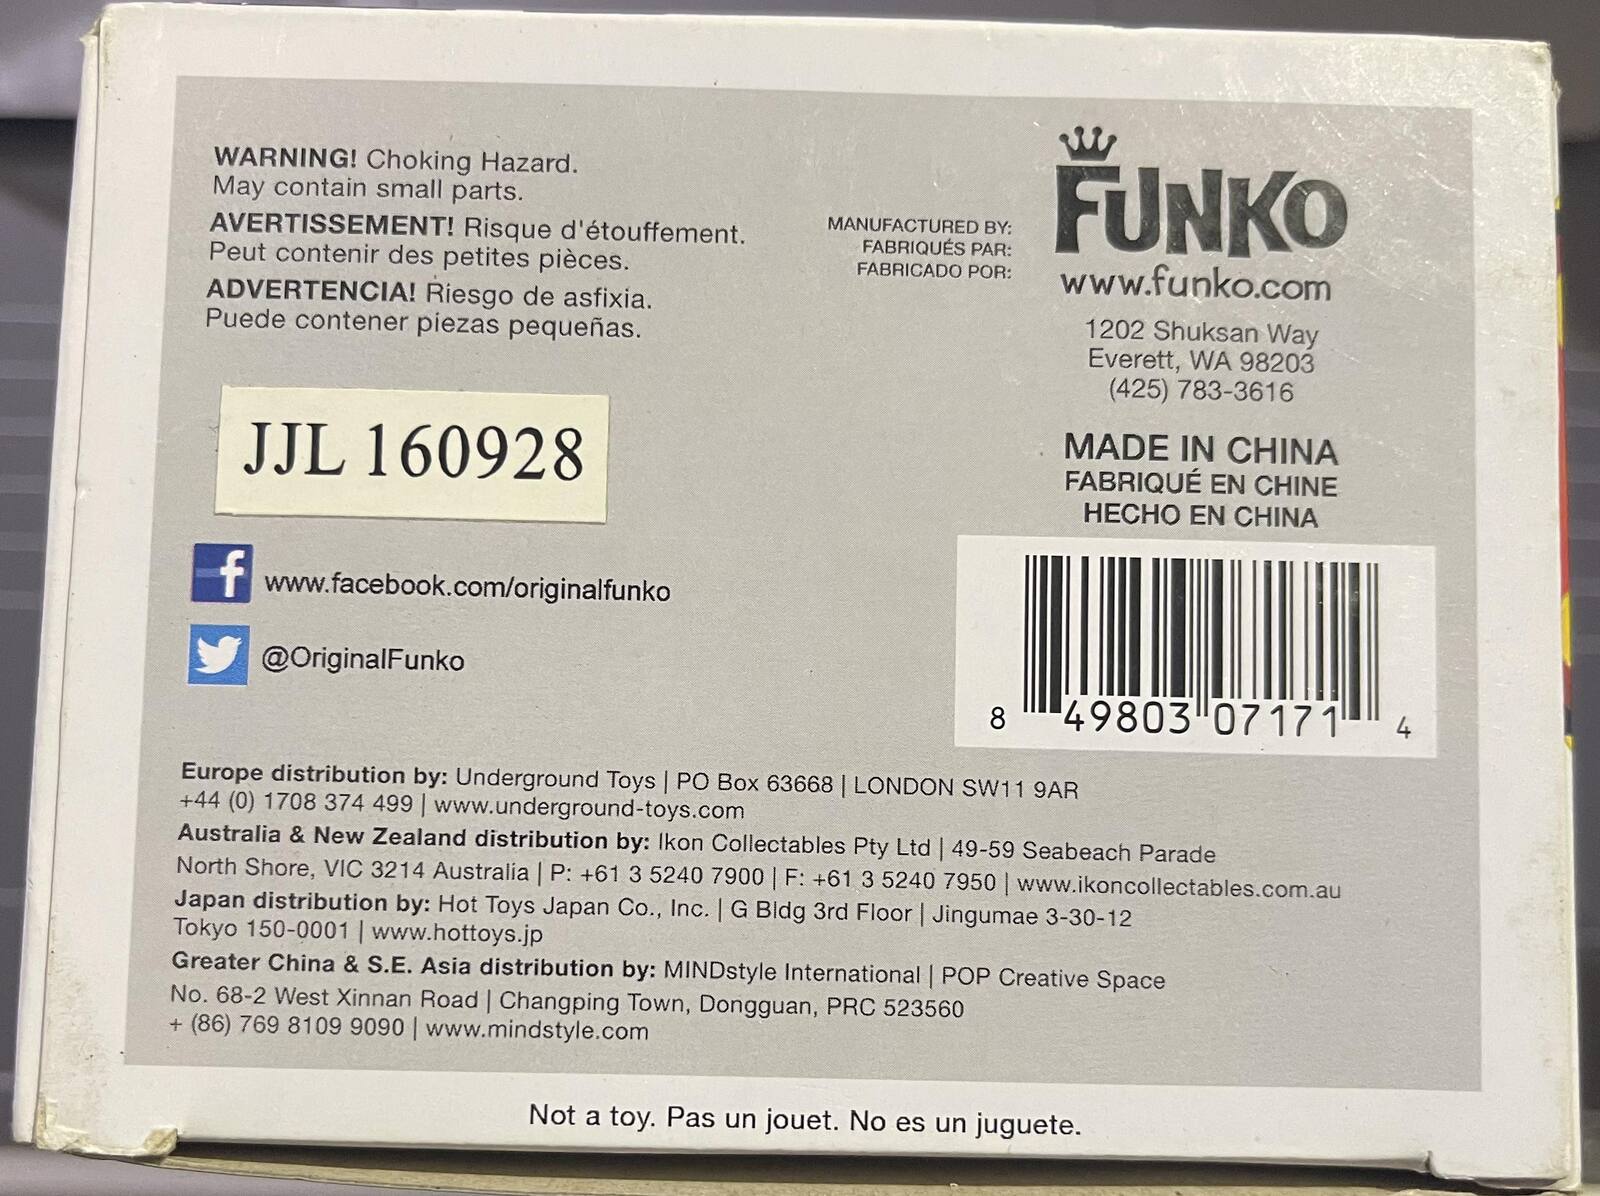 WARNING! Choking Hazard.
May contain small parts.
AVERTISSEMENT! Risque d'étouffement.
Peut contenir des petites pièces.
ADVERTENCIA! Riesgo de asfixia.
Puede contener piezas pequeñas.
MANUFACTURED BY:
FABRIQUÉS PAR:
FABRICADO POR:
FUNKO
www.funko.com
1202 Shuksan Way
Everett, WA 98203
(425) 783-3616
MADE IN CHINA
FABRIQUÉ EN CHINE
HECHO EN CHINA
JJL 160928
f www.facebook.com/originalfunko
@OriginalFunko
8 49803 07171 4
Europe distribution by: Underground Toys | PO Box 63668 | LONDON SW11 9AR
+44 (0) 1708 374 499 | www.underground-toys.com
Australia & New Zealand distribution by: Ikon Collectables Pty Ltd | 49-59 Seabeach Parade
North Shore, VIC 3214 Australia | P: +61 3 5240 7900 | F: +61 3 5240 7950 | www.ikoncollectables.com.au
Japan distribution by: Hot Toys Japan Co., Inc. | G Bldg 3rd Floor | Jingumae 3-30-12
Tokyo 150-0001 | www.hottoys.jp
Greater China & S.E. Asia distribution by: MINDstyle International | POP Creative Space
No. 68-2 West Xinnan Road | Changping Town, Dongguan, PRC 523560
+ (86) 769 8109 9090 | www.mindstyle.com
Not a toy. Pas un jouet. No es un juguete.